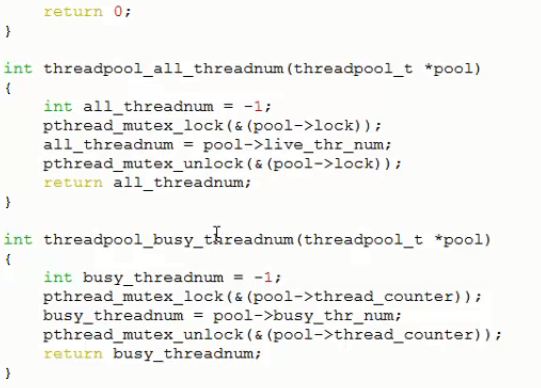 return 0;
}

int threadpool_all_threadnum(threadpool_t *pool)
{
    int all_threadnum = -1;
    pthread_mutex_lock(&(pool->lock));
    all_threadnum = pool->live_thr_num;
    pthread_mutex_unlock(&(pool->lock));
    return all_threadnum;
}

int threadpool_busy_threadnum(threadpool_t *pool)
{
    int busy_threadnum = -1;
    pthread_mutex_lock(&(pool->thread_counter));
    busy_threadnum = pool->busy_thr_num;
    pthread_mutex_unlock(&(pool->thread_counter));
    return busy_threadnum;
}